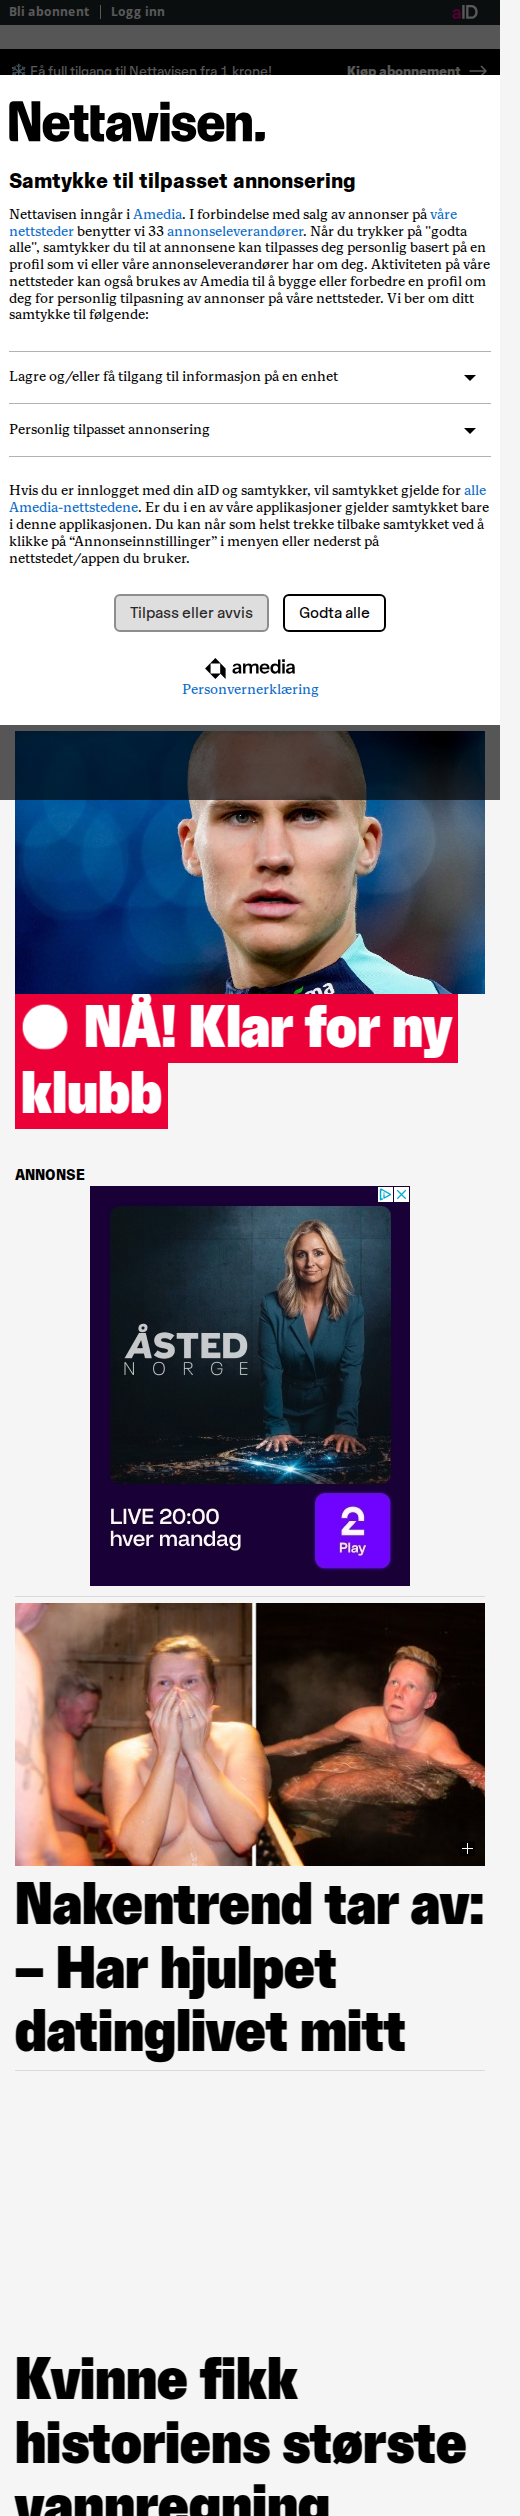 Bli abonnent | Logg inn
aID
Få full tilgang til Nettavisen fra 1 krone! Kjøp abonnement
Nettavisen.
Samtykke til tilpasset annonsering
Nettavisen inngår i Amedia. I forbindelse med salg av annonser på våre
nettsteder benytter vi 33 annonseleverandører. Når du trykker på "godta
alle", samtykker du til at annonsene kan tilpasses deg personlig basert på en
profil som vi eller våre annonseleverandører har om deg. Aktiviteten på våre
nettsteder kan også brukes av Amedia til å bygge eller forbedre en profil om
deg for personlig tilpasning av annonser på våre nettsteder. Vi ber om ditt
samtykke til følgende:
Lagre og/eller få tilgang til informasjon på en enhet
Personlig tilpasset annonsering
Hvis du er innlogget med din aID og samtykker, vil samtykket gjelde for alle
Amedia-nettstedene. Er du i en av våre applikasjoner gjelder samtykket bare
i denne applikasjonen. Du kan når som helst trekke tilbake samtykket ved å
klikke på “Annonseinnstillinger” i menyen eller nederst på
nettstedet/appen du bruker.
Tilpass eller avvis Godta alle
amedia
Personvernerklæring
NÅ! Klar for ny
klubb
ANNONSE
ÅSTED
NORGE
LIVE 20:00
hver mandag
2
Play
Nakentrend tar av:
– Har hjulpet
datinglivet mitt
Kvinne fikk
historiens største
vannregning